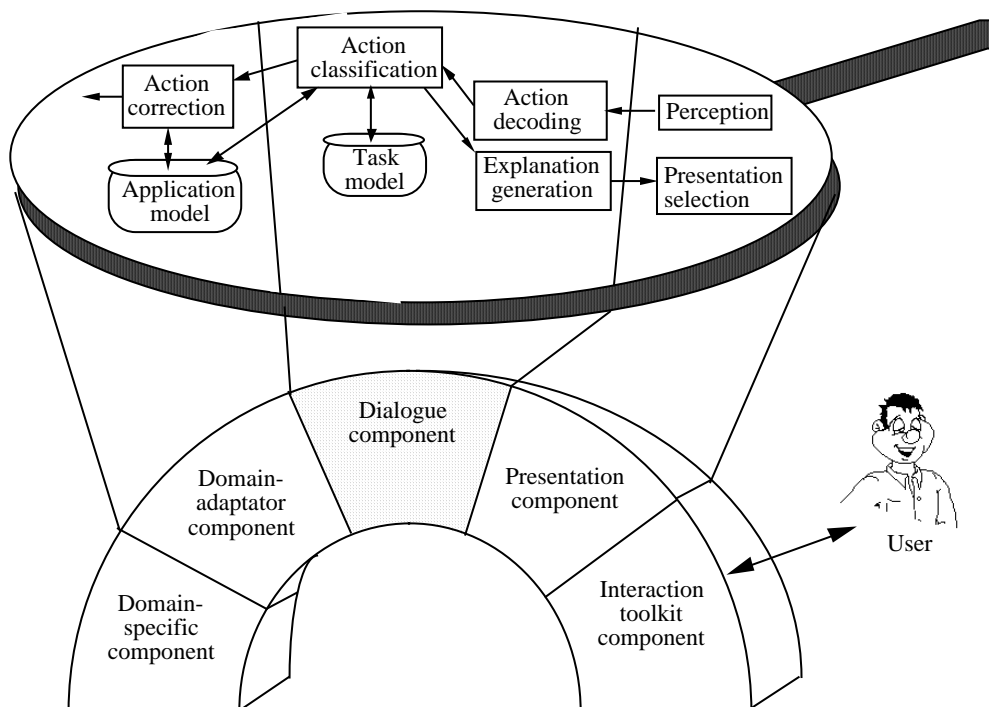 Action
classification
Action
correction
Action
decoding
Perception
Application
model
Task
model
Explanation
generation
Presentation
selection
Dialogue
component
Domain-
adaptator
component
Presentation
component
User
Domain-
specific
component
Interaction
toolkit
component